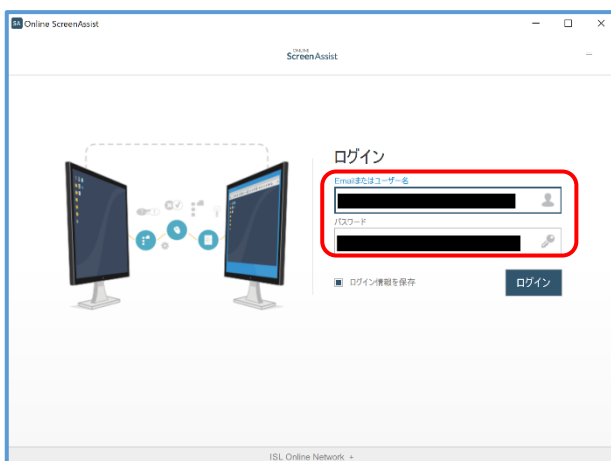 SA Online ScreenAssist
ONLINE
ScreenAssist
ログイン
Emailまたはユーザー名
パスワード
ログイン情報を保存
ログイン
ISL Online Network +